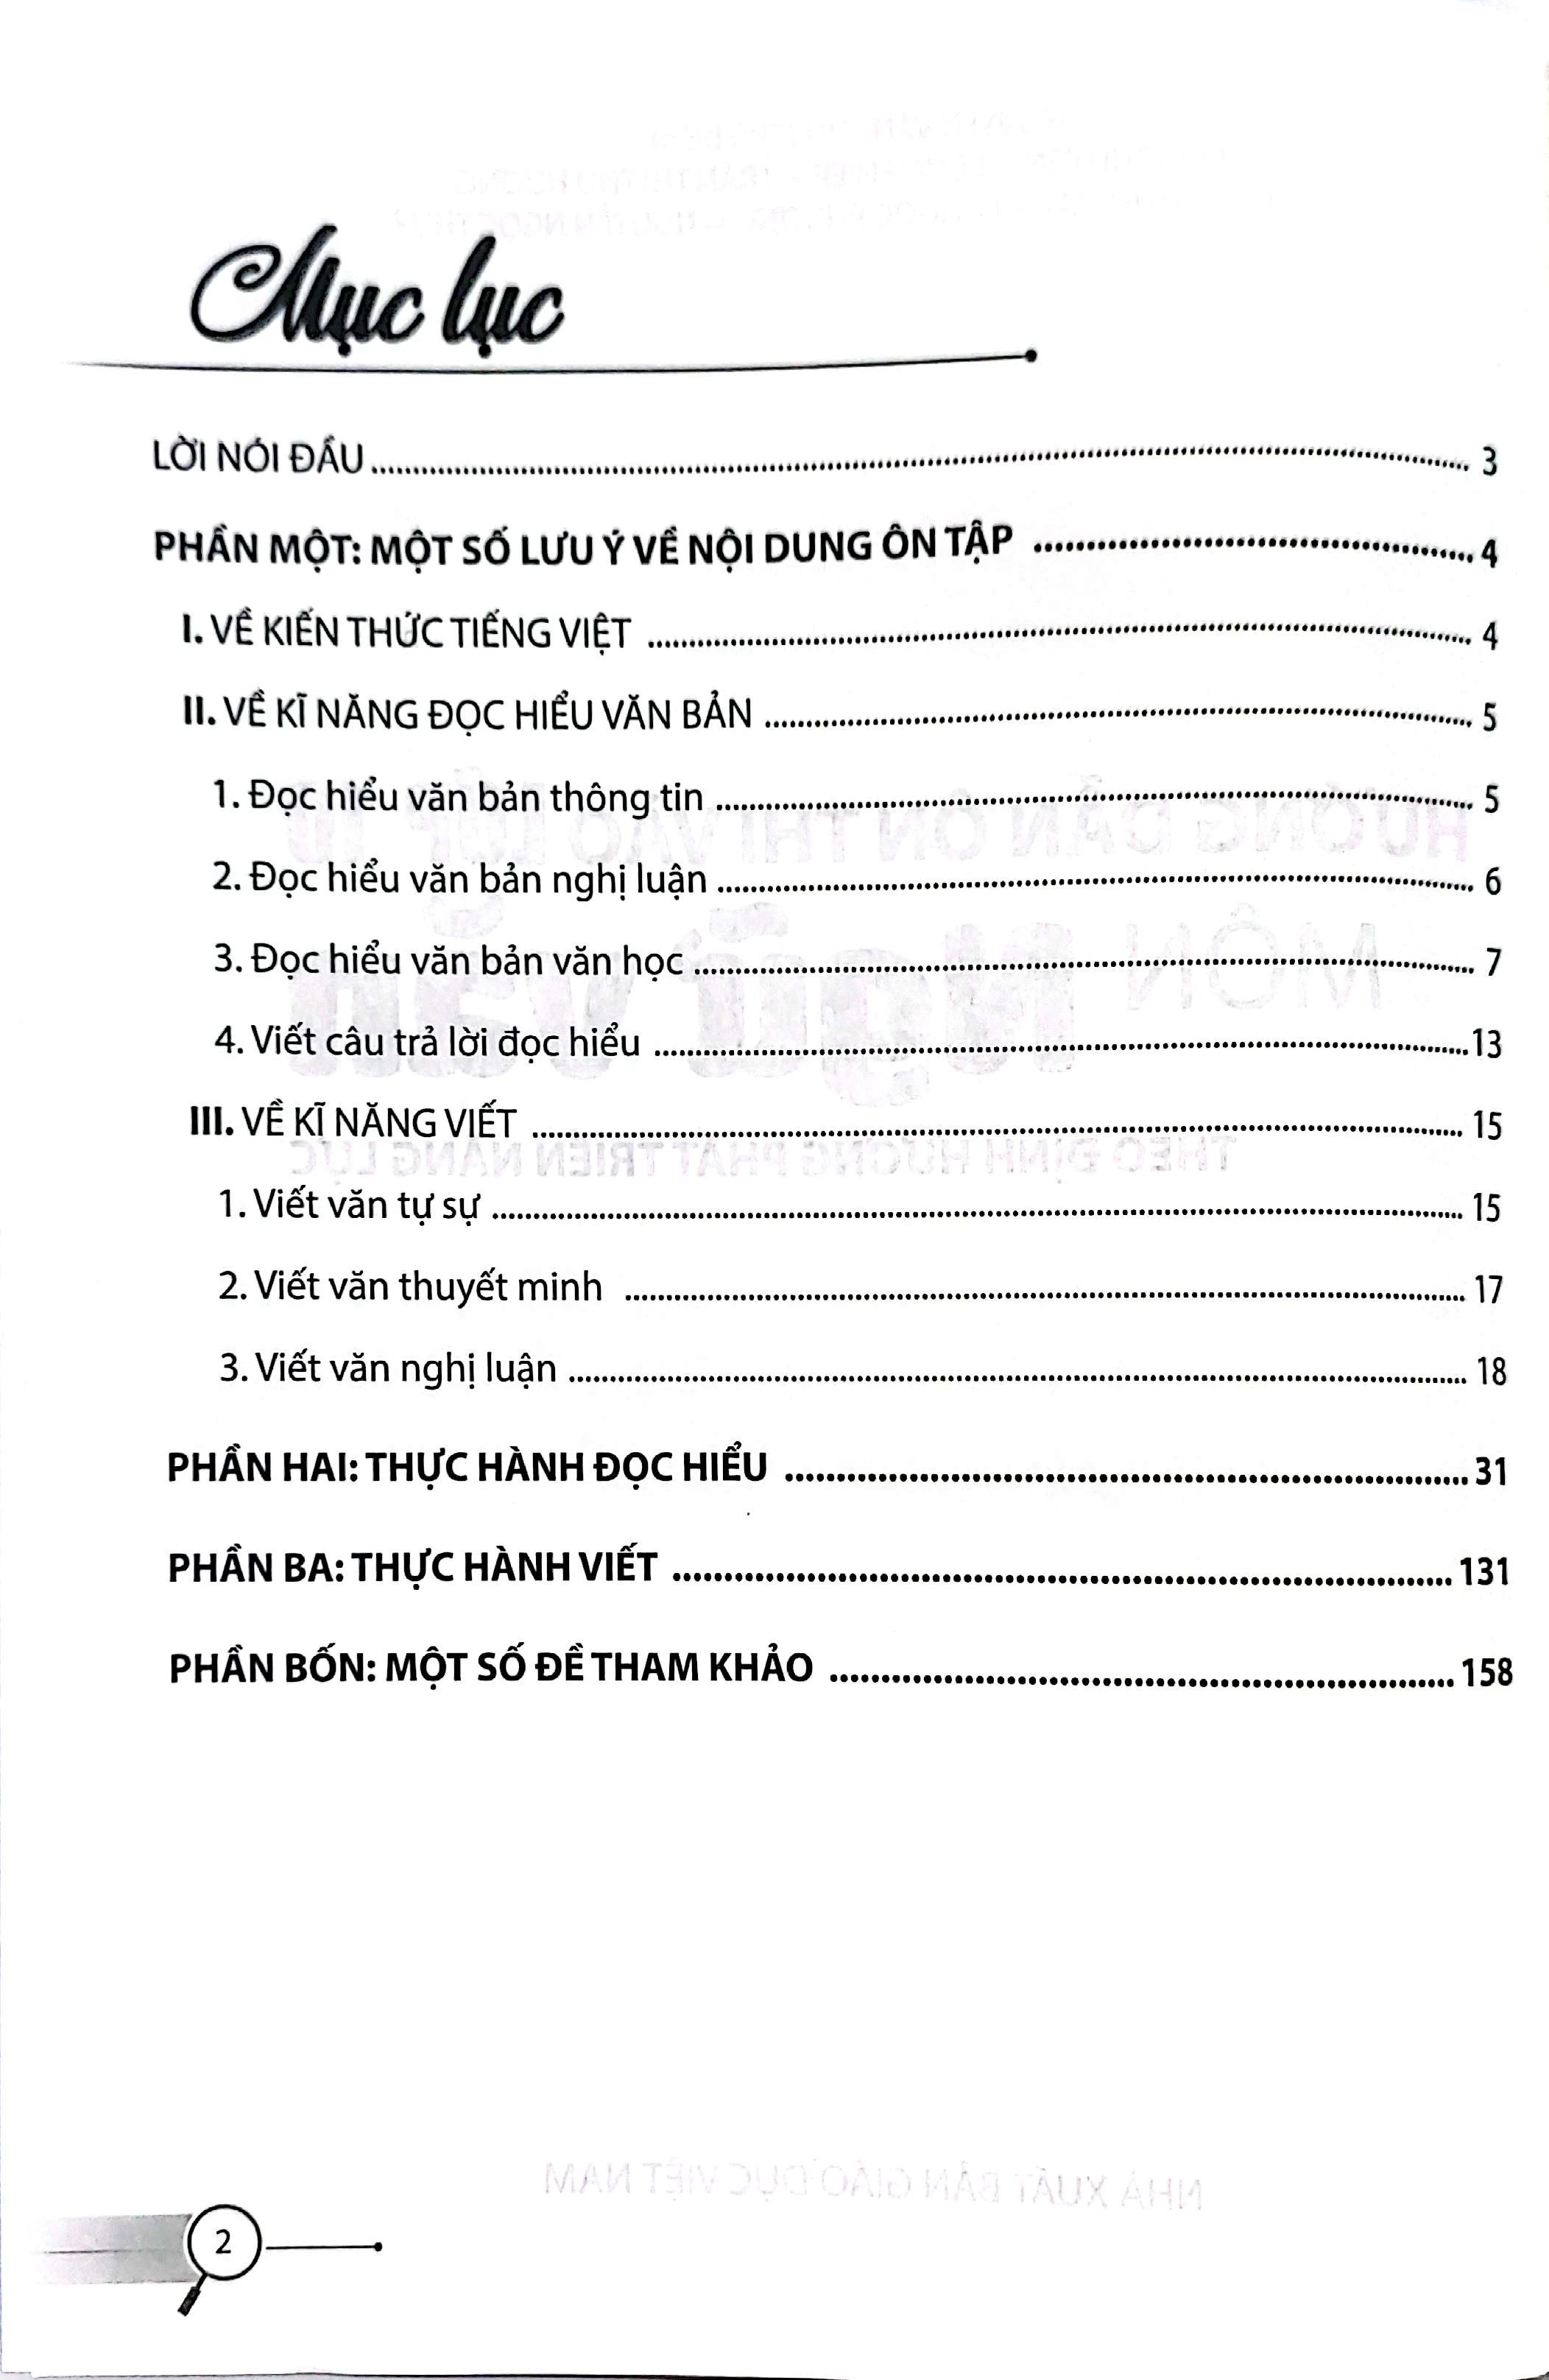 Mục lục
LỜI NÓI ĐẦU ........ 3
PHẦN MỘT: MỘT SỐ LƯU Ý VỀ NỘI DUNG ÔN TẬP ........ 4
I. VỀ KIẾN THỨC TIẾNG VIỆT ........ 4
II. VỀ KĨ NĂNG ĐỌC HIỂU VĂN BẢN ........ 5
1. Đọc hiểu văn bản thông tin ........ 5
2. Đọc hiểu văn bản nghị luận ........ 6
3. Đọc hiểu văn bản văn học ........ 7
4. Viết câu trả lời đọc hiểu ........ 13
III. VỀ KĨ NĂNG VIẾT ........ 15
1. Viết văn tự sự ........ 15
2. Viết văn thuyết minh ........ 17
3. Viết văn nghị luận ........ 18
PHẦN HAI: THỰC HÀNH ĐỌC HIỂU ........ 31
PHẦN BA: THỰC HÀNH VIẾT ........ 131
PHẦN BỐN: MỘT SỐ ĐỀ THAM KHẢO ........ 158
2